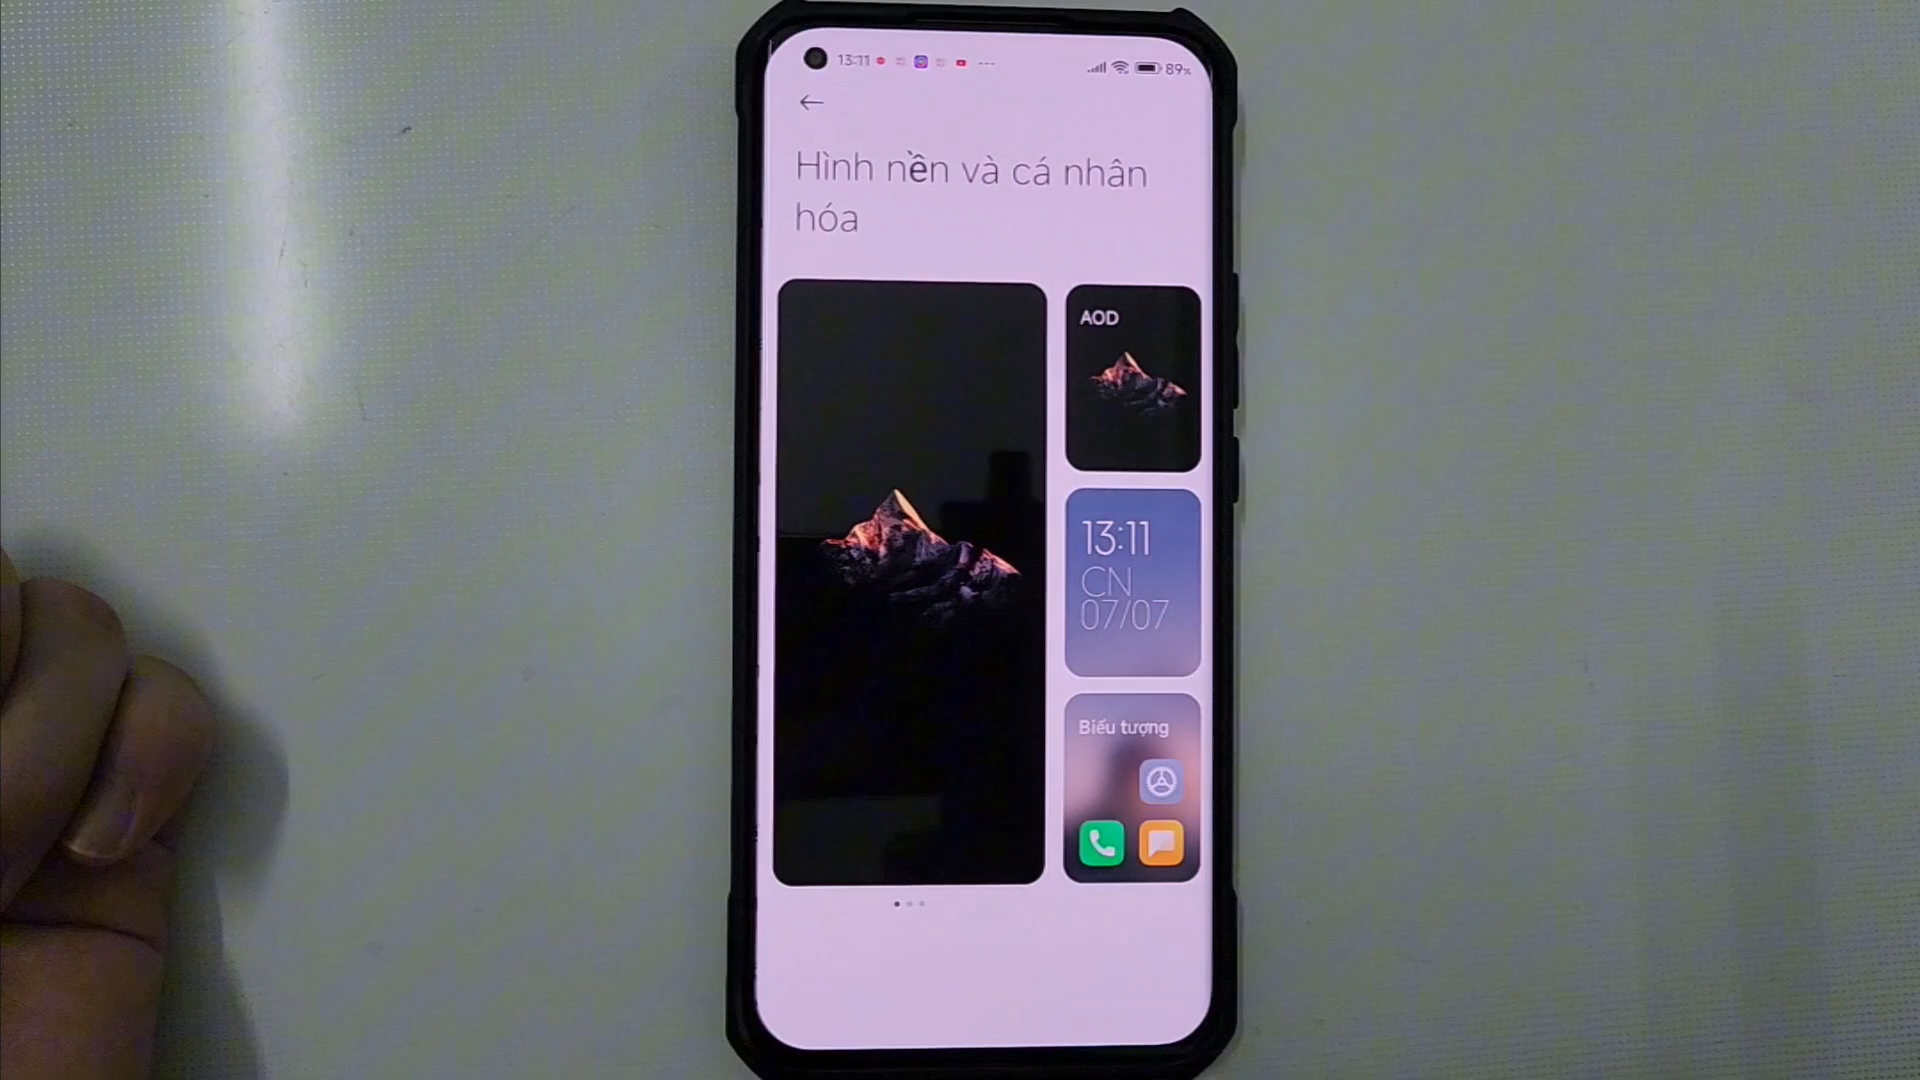 13:11
89%
Hình nền và cá nhân
hóa
AOD
13:11
CN
07/07
Biểu tượng